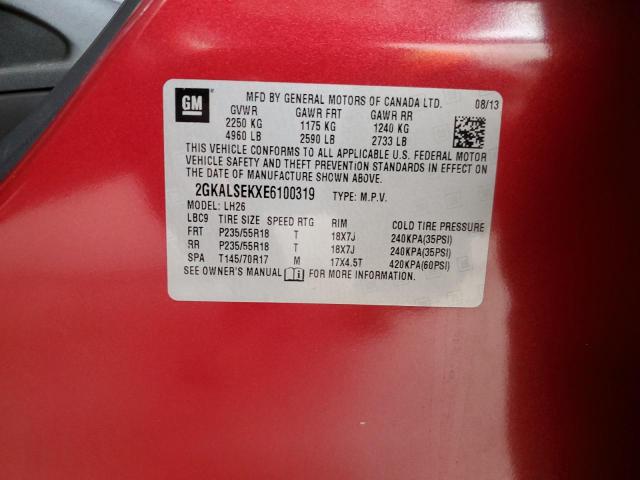 GM
MFD BY GENERAL MOTORS OF CANADA LTD. 08/13
GVWR GAWR FRT GAWR RR
2250 KG 1175 KG 1240 KG
4960 LB 2590 LB 2733 LB
THIS VEHICLE CONFORMS TO ALL APPLICABLE U.S. FEDERAL MOTOR
VEHICLE SAFETY AND THEFT PREVENTION STANDARDS IN EFFECT ON
THE DATE OF MANUFACTURE SHOWN ABOVE.
2GKALSEKXE6100319 TYPE: M.P.V.
MODEL: LH26
LBC9 TIRE SIZE SPEED RTG RIM COLD TIRE PRESSURE
FRT P235/55R18 T 18X7J 240KPA(35PSI)
RR P235/55R18 T 18X7J 240KPA(35PSI)
SPA T145/70R17 M 17X4.5T 420KPA(60PSI)
SEE OWNER'S MANUAL FOR MORE INFORMATION.